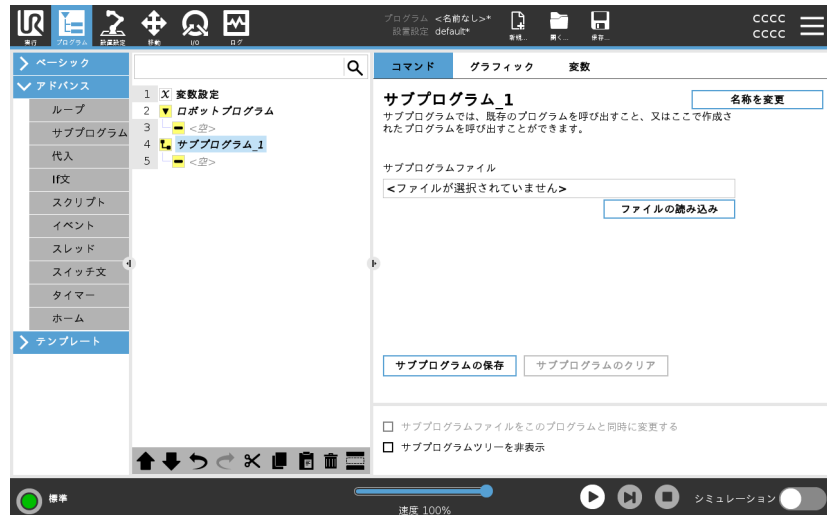 UR
実行
プログラム
設置設定
移動
I/O
ログ
プログラム <名前なし>*
設置設定 default*
新規...
開く...
保存...
cccc
cccc
ベーシック
アドバンス
ループ
サブプログラム
代入
If文
スクリプト
イベント
スレッド
スイッチ文
タイマー
ホーム
テンプレート
1 X 変数設定
2 ロボットプログラム
3 <空>
4 サブプログラム_1
5 <空>
コマンド グラフィック 変数
サブプログラム_1
名称を変更
サブプログラムでは、既存のプログラムを呼び出すこと、又はここで作成さ
れたプログラムを呼び出すことができます。
サブプログラムファイル
<ファイルが選択されていません>
ファイルの読み込み
サブプログラムの保存 サブプログラムのクリア
サブプログラムファイルをこのプログラムと同時に変更する
サブプログラムツリーを非表示
標準
速度 100%
シミュレーション